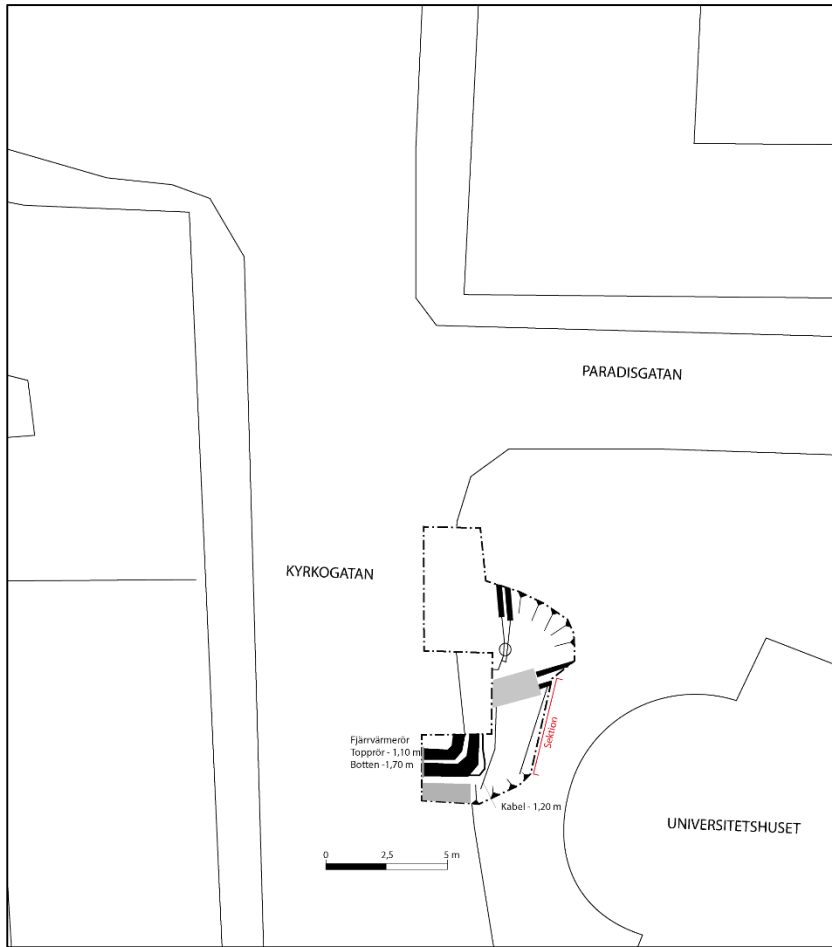 PARADISGATAN
KYRKOGATAN
Sektion
Fjärrvärmerör
Topprör - 1,10 m
Botten -1,70 m
Kabel - 1,20 m
UNIVERSITETSHUSET
0 2,5 5 m